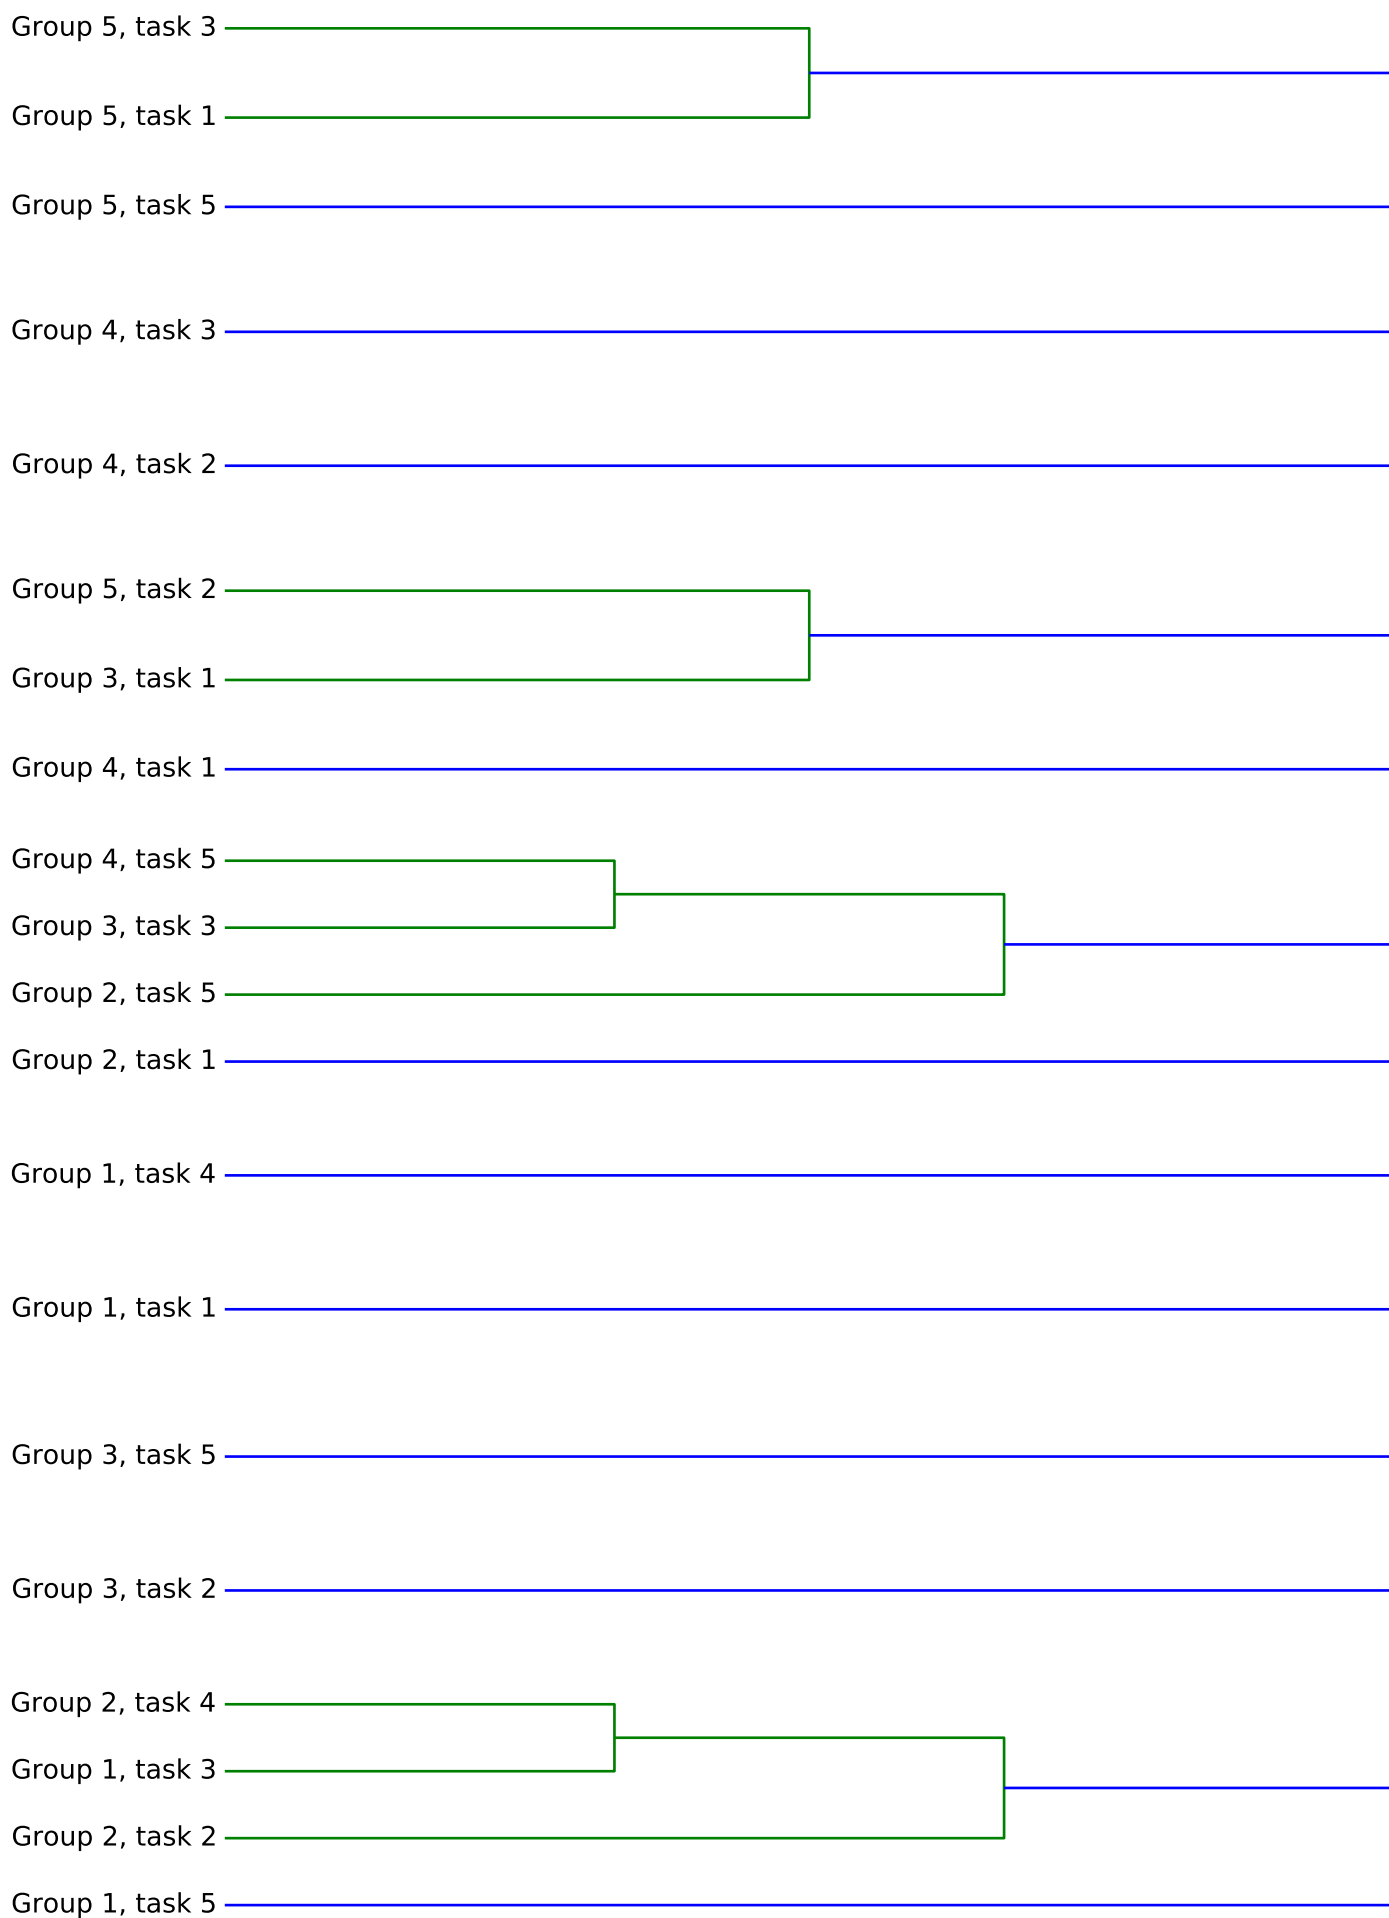 Group 5, task 3
Group 5, task 1
Group 5, task 5
Group 4, task 3
Group 4, task 2
Group 5, task 2
Group 3, task 1
Group 4, task 1
Group 4, task 5
Group 3, task 3
Group 2, task 5
Group 2, task 1
Group 1, task 4
Group 1, task 1
Group 3, task 5
Group 3, task 2
Group 2, task 4
Group 1, task 3
Group 2, task 2
Group 1, task 5